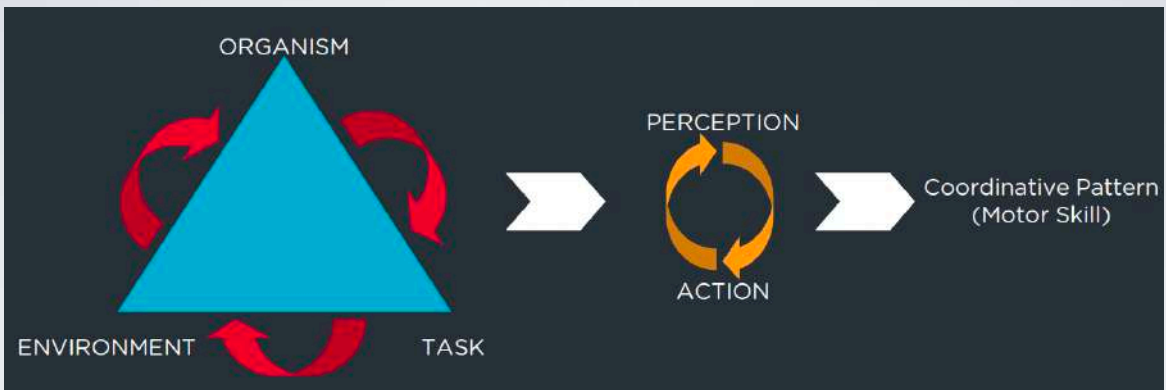 ORGANISM
ENVIRONMENT
TASK
PERCEPTION
ACTION
Coordinative Pattern
(Motor Skill)